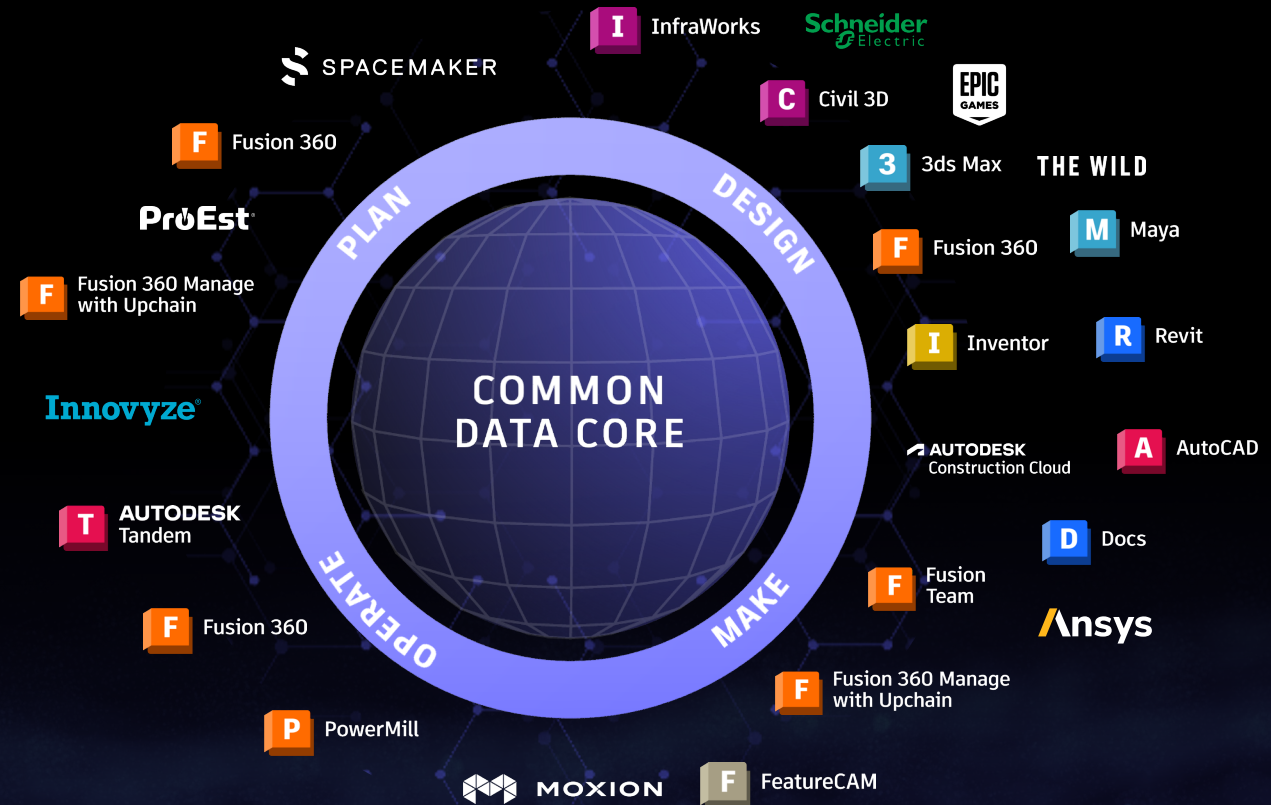 I InfraWorks
Schneider
Electric
SPACEMAKER
EPIC
GAMES
C Civil 3D
F Fusion 360
3 3ds Max
THE WILD
PLAN
DESIGN
ProEst
M Maya
F Fusion 360
F Fusion 360 Manage
with Upchain
I Inventor
R Revit
COMMON
DATA CORE
Innovyze®
AUTODESK
Construction Cloud
A AutoCAD
T AUTODESK
Tandem
D Docs
OPERATE
MAKE
F Fusion
Team
F Fusion 360
Ansys
F Fusion 360 Manage
with Upchain
P PowerMill
MOXION
F FeatureCAM